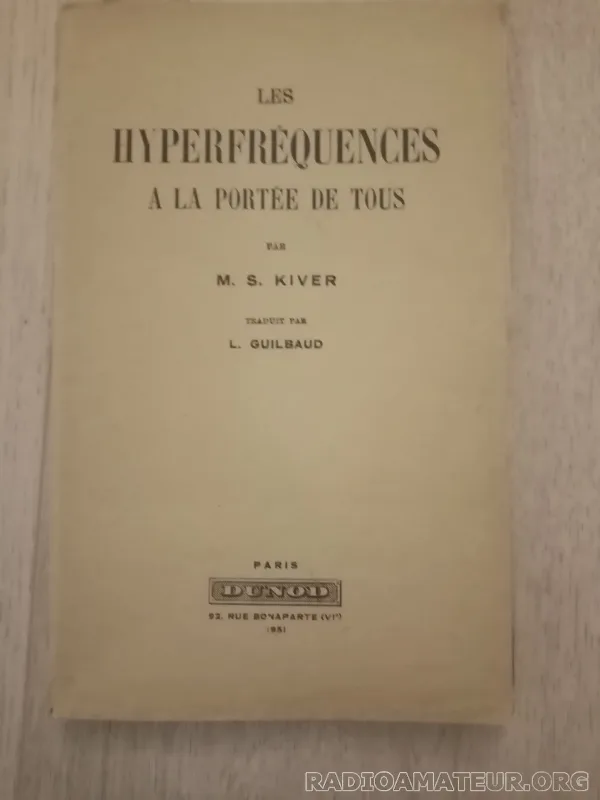 LES
HYPERFRÉQUENCES
A LA PORTÉE DE TOUS
PAR
M. S. KIVER
TRADUIT PAR
L. GUILBAUD
PARIS
DUNOD
92, RUE BONAPARTE (VIᵉ)
1951
RADIOAMATEUR.ORG